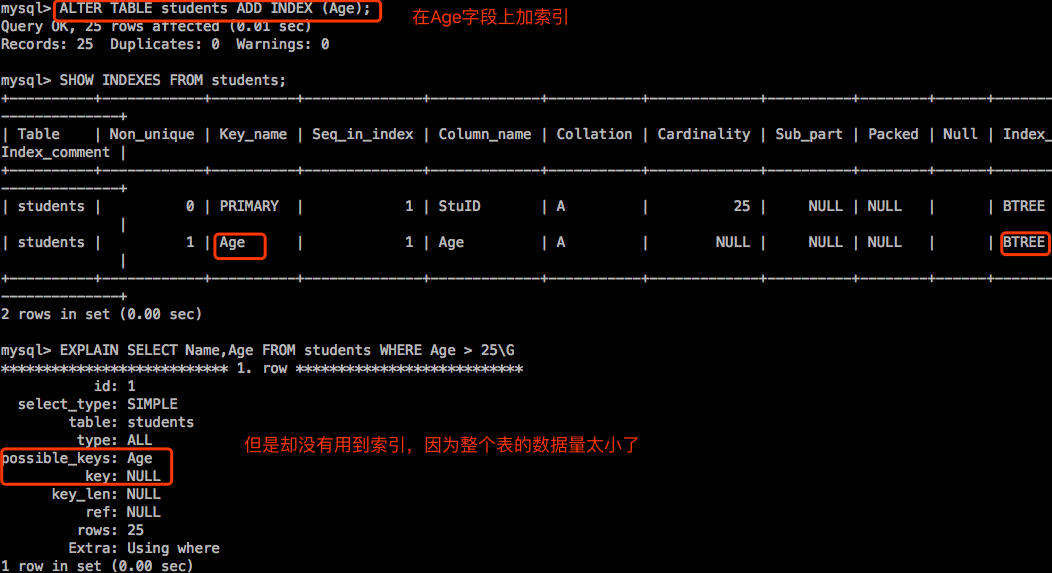 mysql> ALTER TABLE students ADD INDEX (Age);
在Age字段上加索引
Query OK, 25 rows affected (0.01 sec)
Records: 25  Duplicates: 0  Warnings: 0
mysql> SHOW INDEXES FROM students;
+----------+------------+----------+--------------+-------------+-----------+-------------+----------+--------+------+------
---------------+
| Table    | Non_unique | Key_name | Seq_in_index | Column_name | Collation | Cardinality | Sub_part | Packed | Null | Index_
Index_comment |
+----------+------------+----------+--------------+-------------+-----------+-------------+----------+--------+------+------
---------------+
| students |          0 | PRIMARY  |            1 | StuID       | A         |          25 |     NULL | NULL   |      | BTREE
              |
| students |          1 | Age      |            1 | Age         | A         |        NULL |     NULL | NULL   |      | BTREE
              |
+----------+------------+----------+--------------+-------------+-----------+-------------+----------+--------+------+------
---------------+
2 rows in set (0.00 sec)
mysql> EXPLAIN SELECT Name,Age FROM students WHERE Age > 25\G
*************************** 1. row ***************************
id: 1
select_type: SIMPLE
table: students
type: ALL
但是却没有用到索引，因为整个表的数据量太小了
possible_keys: Age
key: NULL
key_len: NULL
ref: NULL
rows: 25
Extra: Using where
1 row in set (0.00 sec)